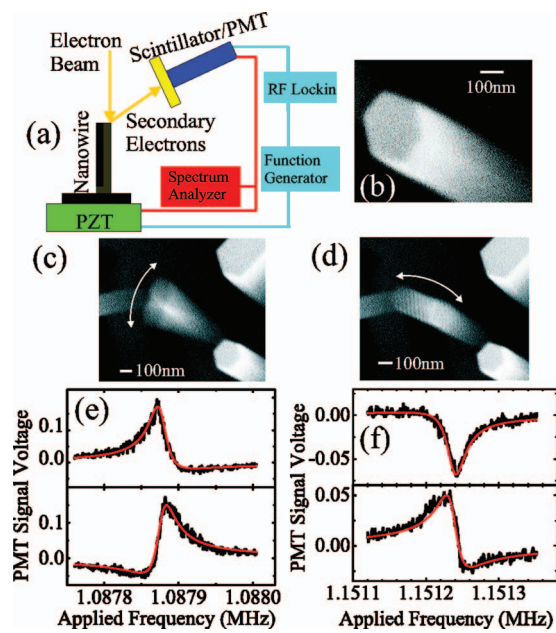 Electron
Beam
Scintillator/PMT
RF Lockin
100nm
(a)
Nanowire
Secondary
Electrons
Function
Generator
Spectrum
Analyzer
PZT
(b)
(c)
100nm
(d)
100nm
PMT Signal Voltage
0.1
0.0
(e)
0.1
0.0
1.0878
1.0879
1.0880
Applied Frequency (MHz)
PMT Signal Voltage
0.00
-0.05
(f)
0.05
0.00
1.1511
1.1512
1.1513
Applied Frequency (MHz)